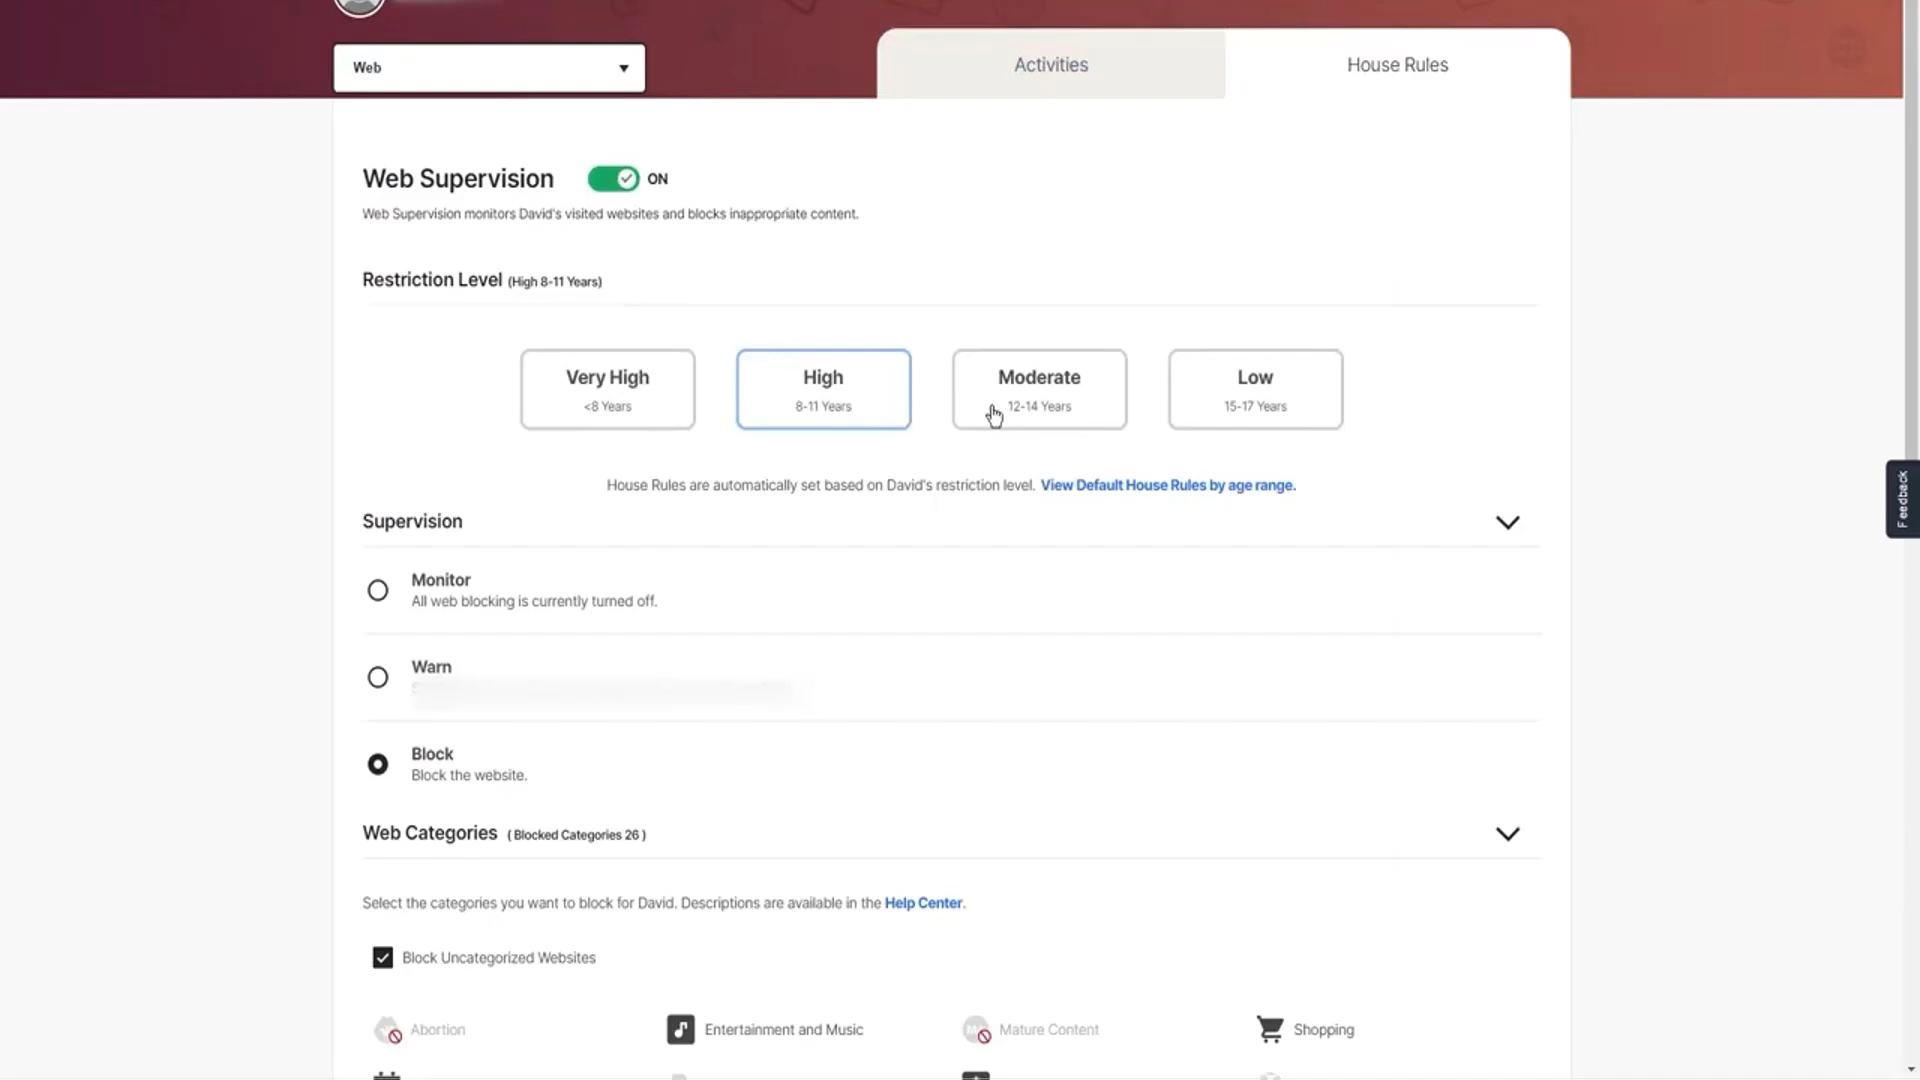 Web
Activities
House Rules
Web Supervision
ON
Web Supervision monitors David's visited websites and blocks inappropriate content.
Restriction Level (High 8-11 Years)
Very High
<8 Years
High
8-11 Years
Moderate
12-14 Years
Low
15-17 Years
House Rules are automatically set based on David's restriction level. View Default House Rules by age range.
Feedback
Supervision
Monitor
All web blocking is currently turned off.
Warn
Block
Block the website.
Web Categories (Blocked Categories 26)
Select the categories you want to block for David. Descriptions are available in the Help Center.
Block Uncategorized Websites
Abortion
Entertainment and Music
Mature Content
Shopping